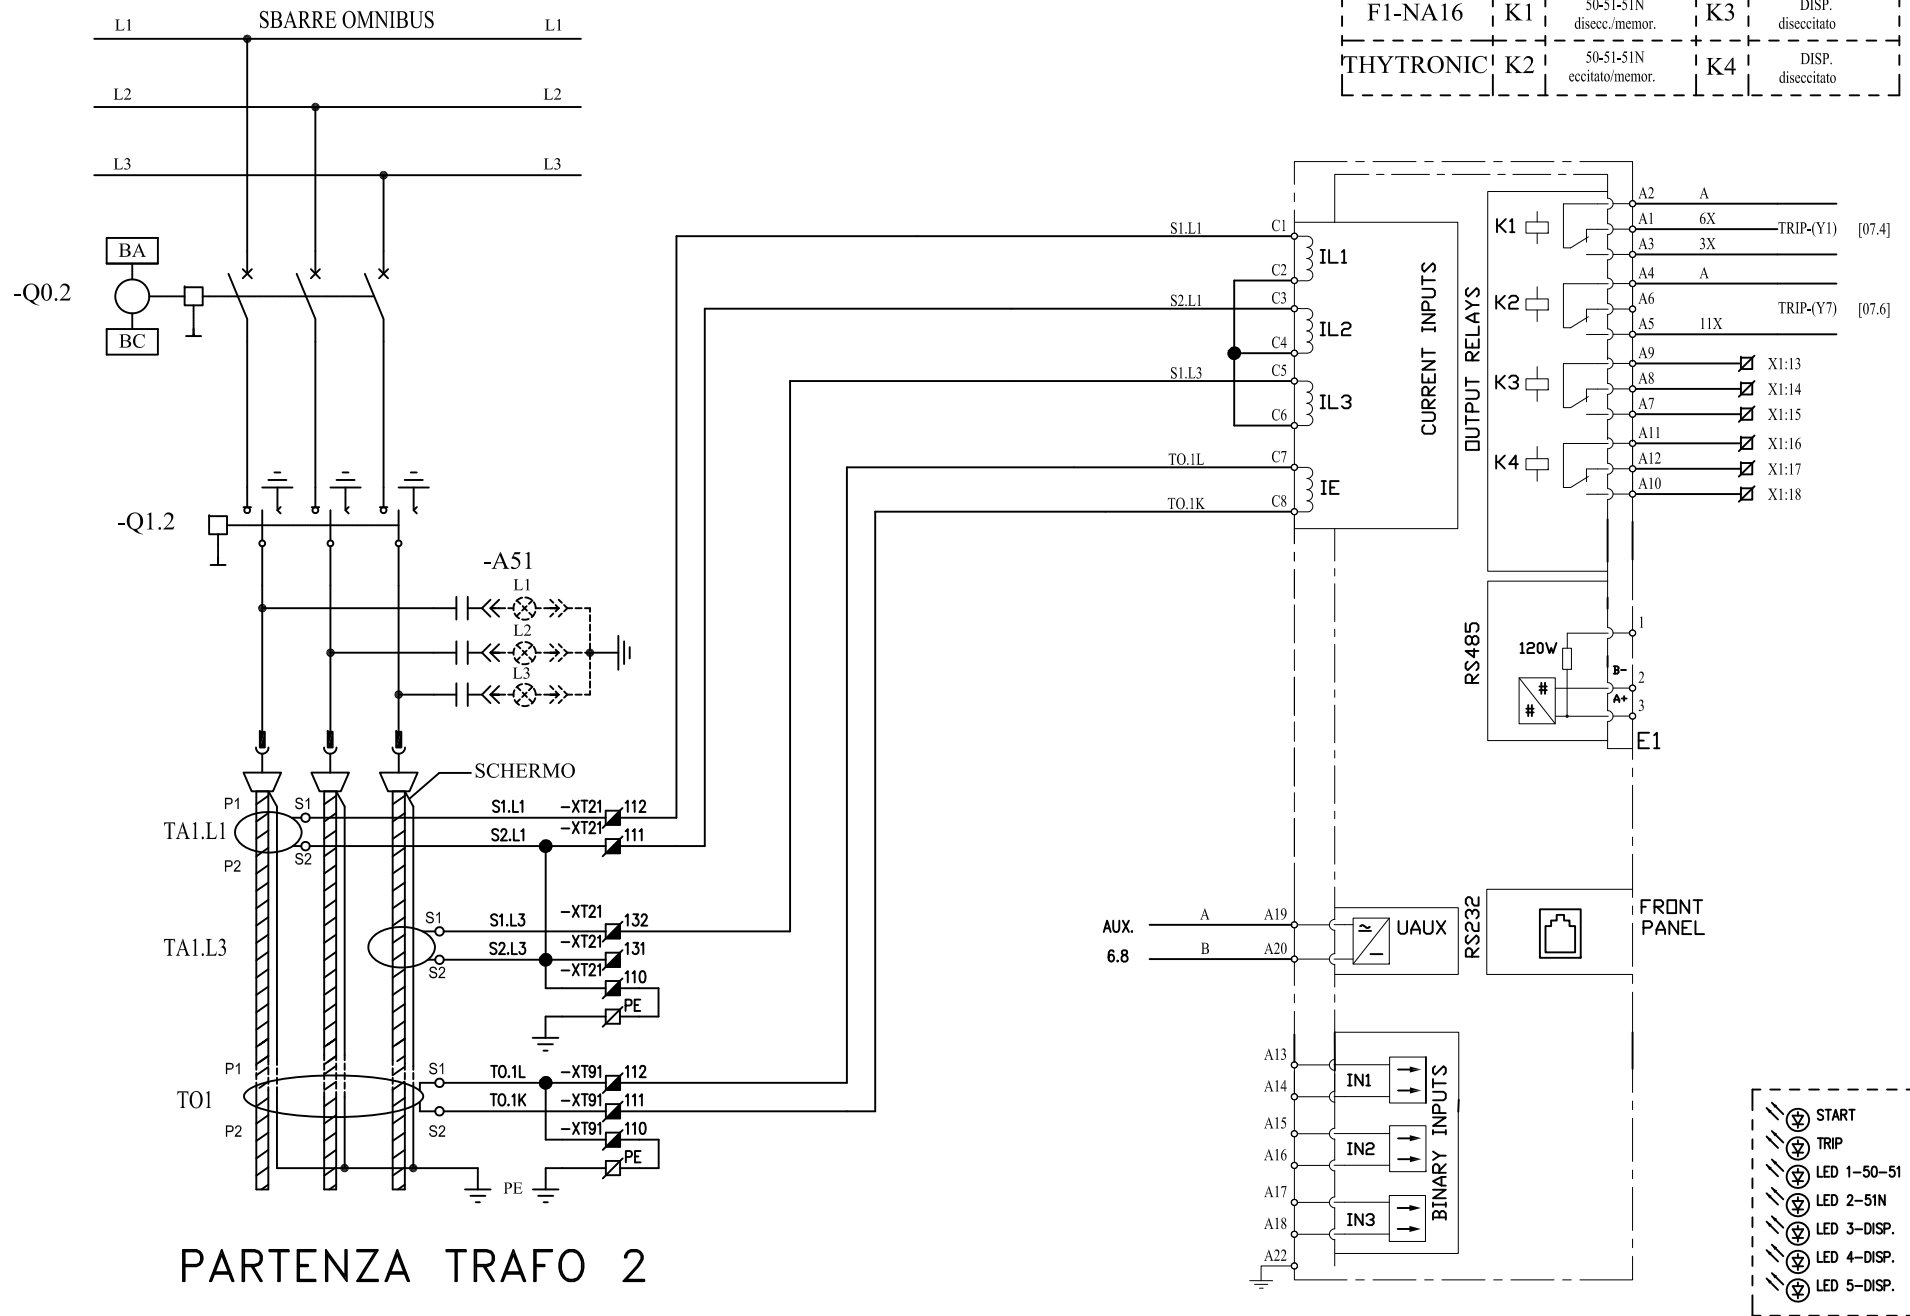 SBARRE OMNIBUS
L1 L1
L2 L2
L3 L3
F1-NA16 K1 50-51-51N K3 DISP.
disecc./memor. diseccitato
THYTRONIC K2 50-51-51N K4 DISP.
eccitato/memor. diseccitato
BA
-Q0.2
BC
-Q1.2
-A51
L1
L2
L3
SCHERMO
P1 S1 S1.L1 -XT21 112
TA1.L1
S2.L1 -XT21 111
P2 S2
S1 S1.L3 -XT21 132
TA1.L3
S2.L3 -XT21 131
S2 -XT21 110
PE
P1 S1 TO.1L -XT91 112
TO1
TO.1K -XT91 111
P2 S2 -XT91 110
PE
PE
PARTENZA TRAFO 2
S1.L1 C1
IL1
C2
S2.L1 C3
IL2
C4
S1.L3 C5
IL3
C6
TO.1L C7
IE
TO.1K C8
CURRENT INPUTS
OUTPUT RELAYS
K1
A2 A
A1 6X TRIP-(Y1) [07.4]
A3 3X
K2
A4 A
A6 TRIP-(Y7) [07.6]
A5 11X
K3
A9 X1:13
A8 X1:14
A7 X1:15
K4
A11 X1:16
A12 X1:17
A10 X1:18
RS485
120W
1
B- 2
A+ 3
#
#
E1
AUX. A A19
6.8 B A20
UAUX
RS232
FRONT
PANEL
A13
IN1
A14
A15
IN2
A16
A17
IN3
A18
A22
BINARY INPUTS
START
TRIP
LED 1-50-51
LED 2-51N
LED 3-DISP.
LED 4-DISP.
LED 5-DISP.